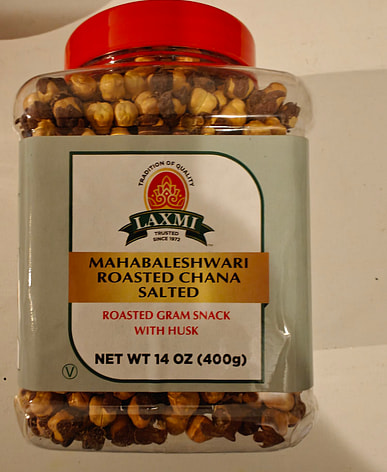 TRADITION OF QUALITY
LAXMI
TRUSTED
SINCE 1972
MAHABALESHWARI
ROASTED CHANA
SALTED
ROASTED GRAM SNACK
WITH HUSK
NET WT 14 OZ (400g)
V